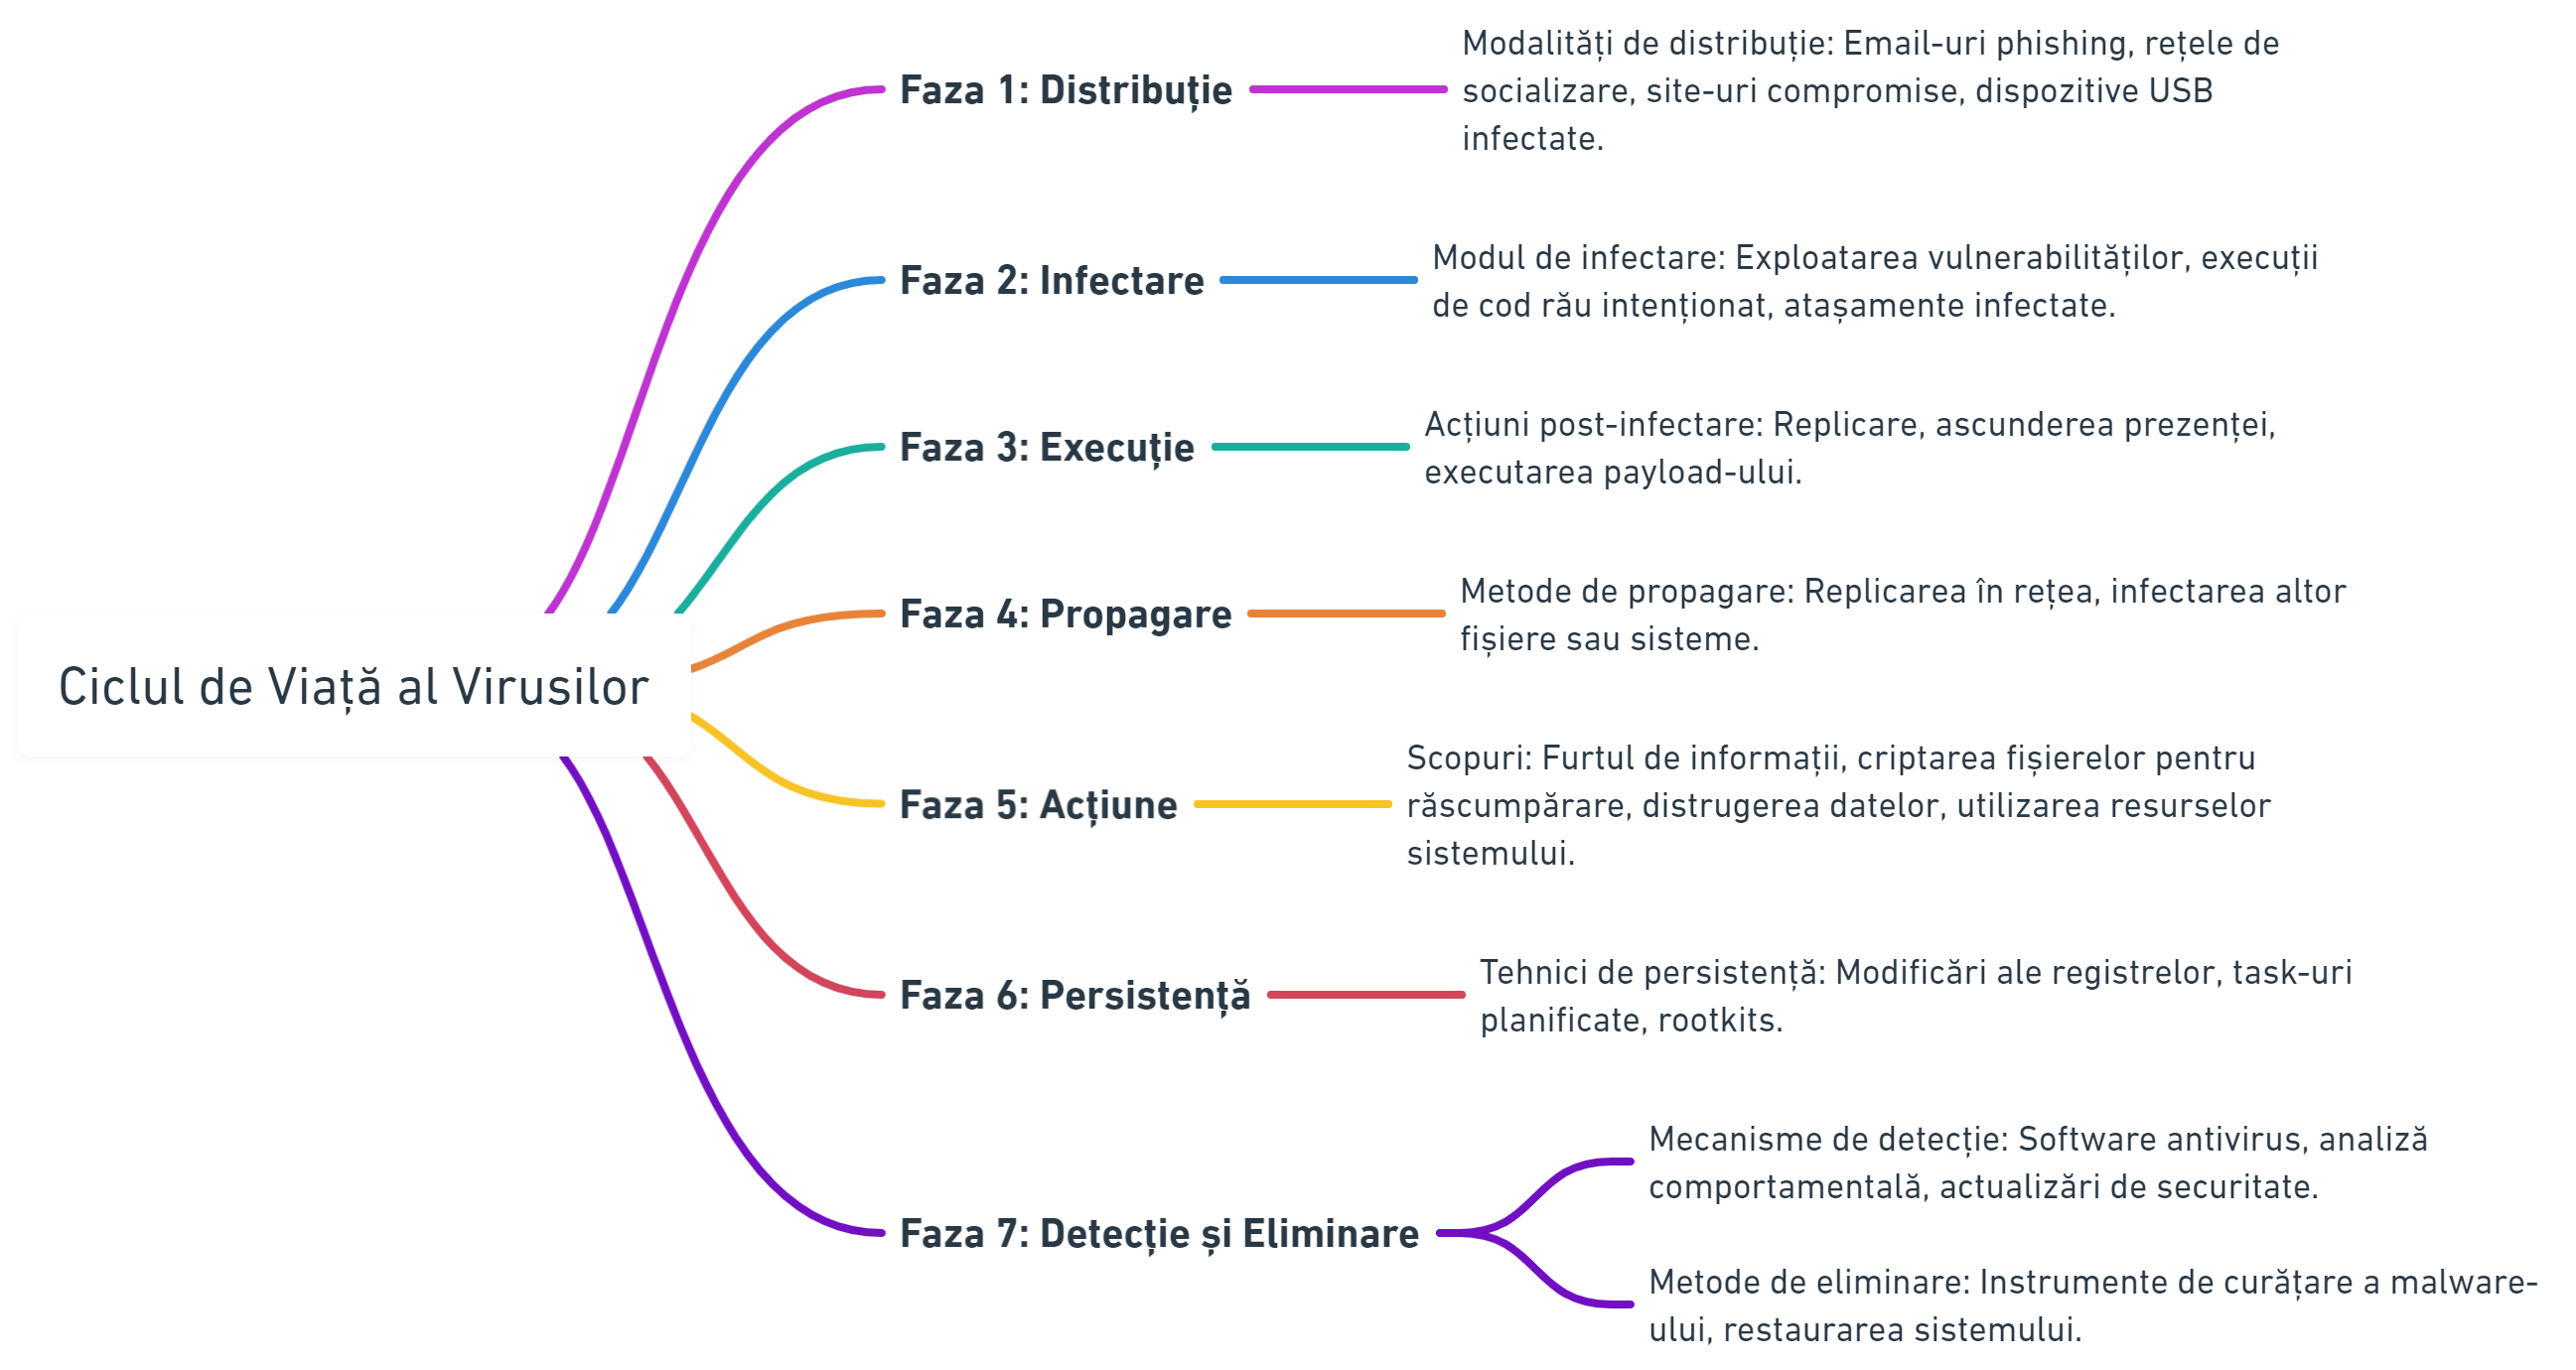 Ciclul de Viață al Virusilor
Faza 1: Distribuție
Modalități de distribuție: Email-uri phishing, rețele de
socializare, site-uri compromise, dispozitive USB
infectate.
Faza 2: Infectare
Modul de infectare: Exploatarea vulnerabilităților, execuții
de cod rău intenționat, atașamente infectate.
Faza 3: Execuție
Acțiuni post-infectare: Replicare, ascunderea prezenței,
executarea payload-ului.
Faza 4: Propagare
Metode de propagare: Replicarea în rețea, infectarea altor
fișiere sau sisteme.
Faza 5: Acțiune
Scopuri: Furtul de informații, criptarea fișierelor pentru
răscumpărare, distrugerea datelor, utilizarea resurselor
sistemului.
Faza 6: Persistență
Tehnici de persistență: Modificări ale registrelor, task-uri
planificate, rootkits.
Faza 7: Detecție și Eliminare
Mecanisme de detecție: Software antivirus, analiză
comportamentală, actualizări de securitate.
Metode de eliminare: Instrumente de curățare a malware-
ului, restaurarea sistemului.